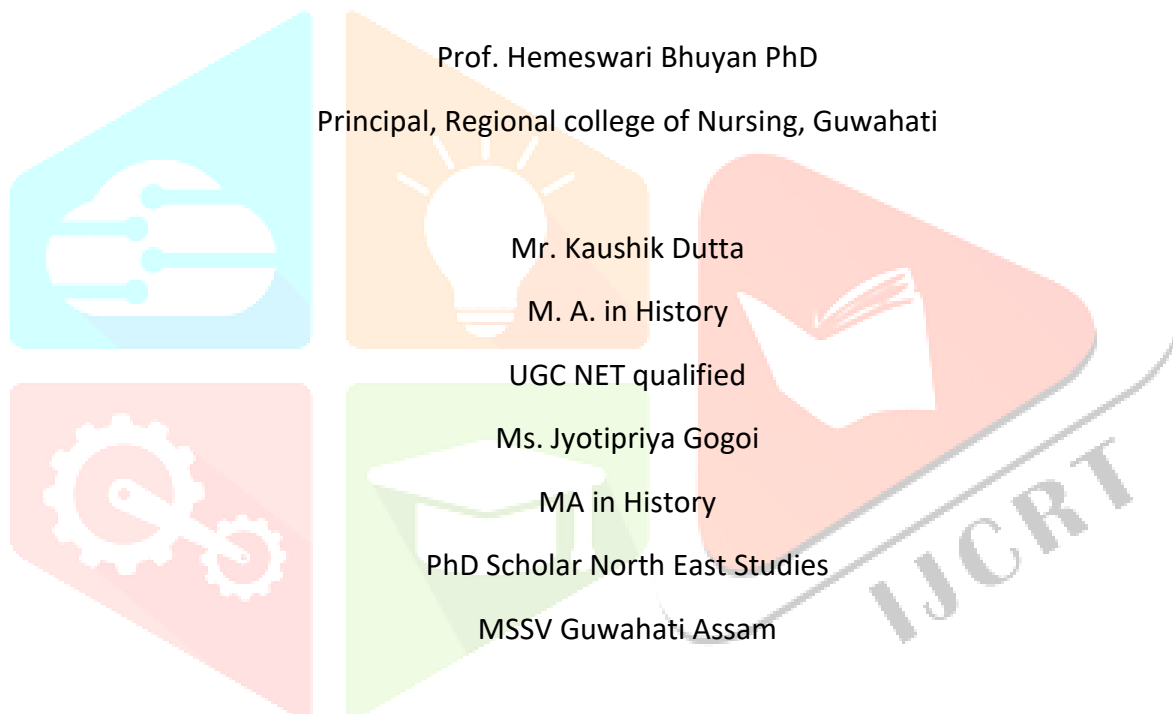 Prof. Hemeswari Bhuyan PhD
Principal, Regional college of Nursing, Guwahati
Mr. Kaushik Dutta
M. A. in History
UGC NET qualified
Ms. Jyotipriya Gogoi
MA in History
PhD Scholar North East Studies
MSSV Guwahati Assam
IJCRT